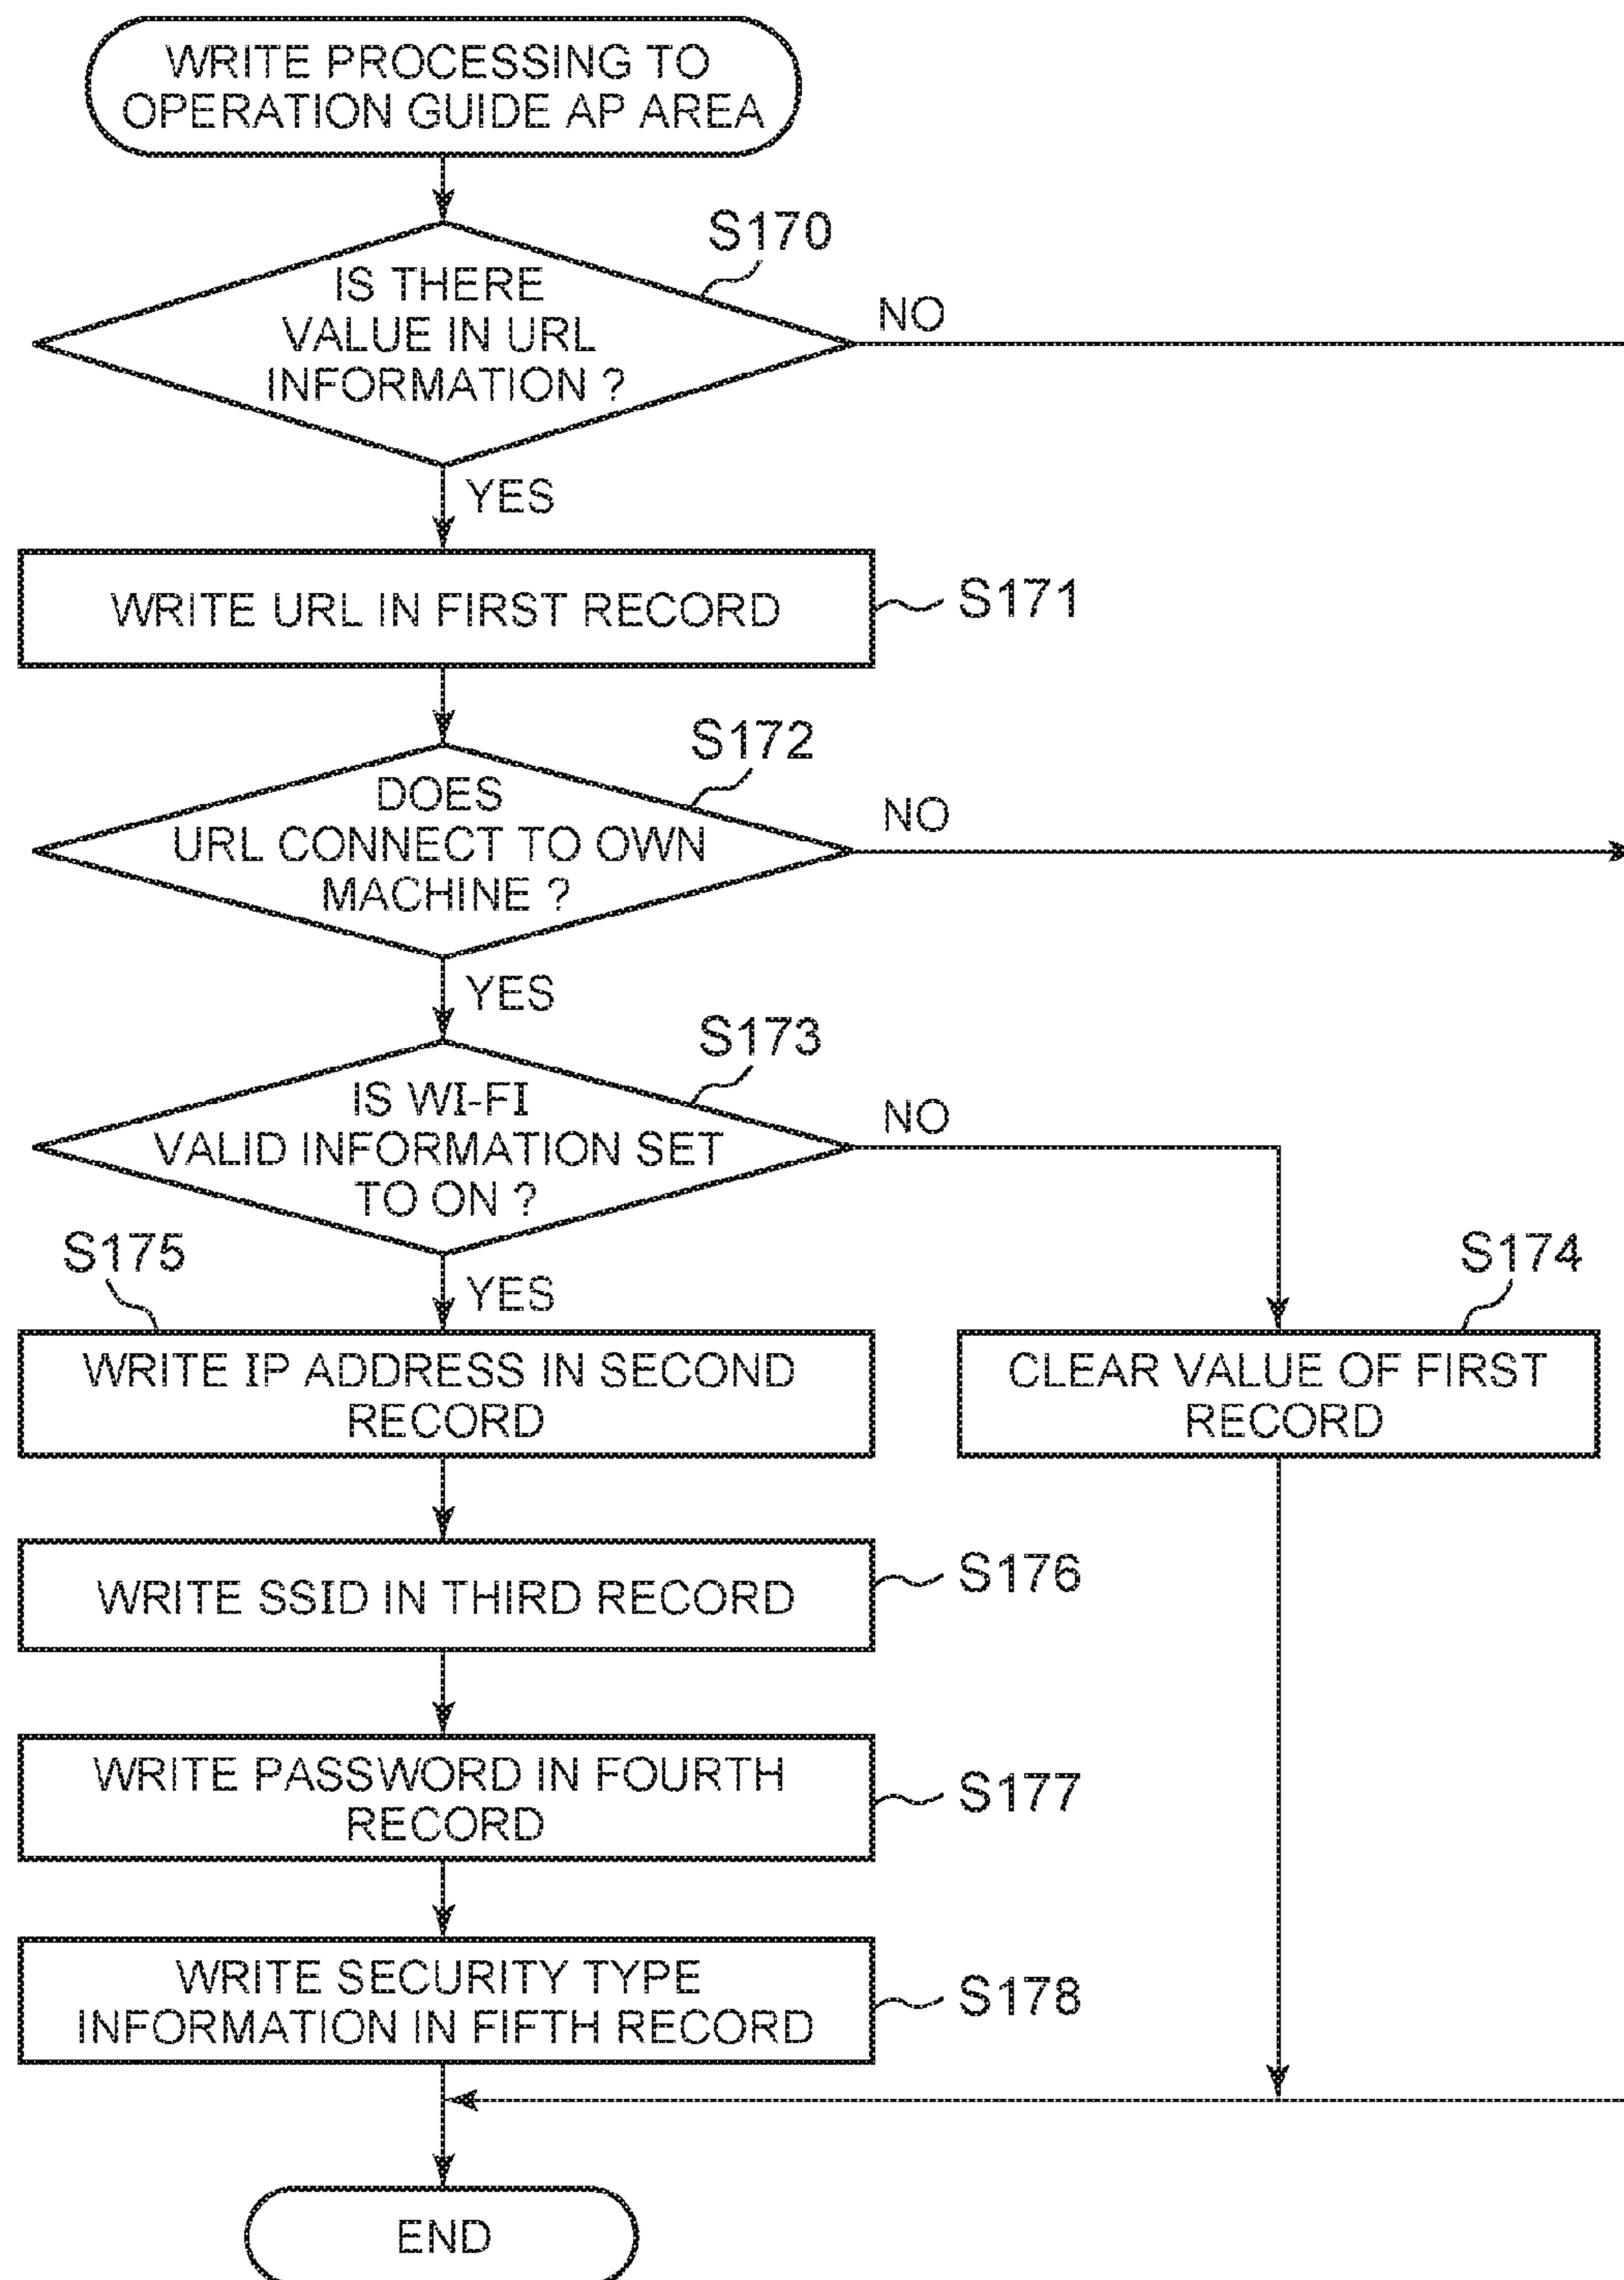 WRITE PROCESSING TO
OPERATION GUIDE AP AREA
S170
IS THERE
VALUE IN URL
INFORMATION ?
NO
YES
WRITE URL IN FIRST RECORD
S171
S172
DOES
URL CONNECT TO OWN
MACHINE ?
NO
YES
S173
IS WI-FI
VALID INFORMATION SET
TO ON ?
NO
S175
YES
S174
WRITE IP ADDRESS IN SECOND
RECORD
CLEAR VALUE OF FIRST
RECORD
WRITE SSID IN THIRD RECORD
S176
WRITE PASSWORD IN FOURTH
RECORD
S177
WRITE SECURITY TYPE
INFORMATION IN FIFTH RECORD
S178
END